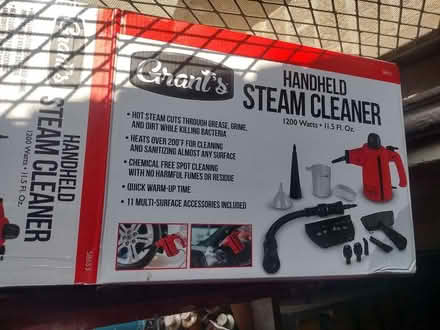 Grant's
HANDHELD
STEAM CLEANER
1200 Watts • 11.5 Fl. Oz.
• HOT STEAM CUTS THROUGH GREASE, GRIME,
AND DIRT WHILE KILLING BACTERIA
• HEATS OVER 200°F FOR CLEANING
AND SANITIZING ALMOST ANY SURFACE
• CHEMICAL FREE SPOT CLEANING
WITH NO HARMFUL FUMES OR RESIDUE
• QUICK WARM-UP TIME
• 11 MULTI-SURFACE ACCESSORIES INCLUDED
Grant's
HANDHELD
STEAM CLEANER
1200 Watts • 11.5 Fl. Oz.